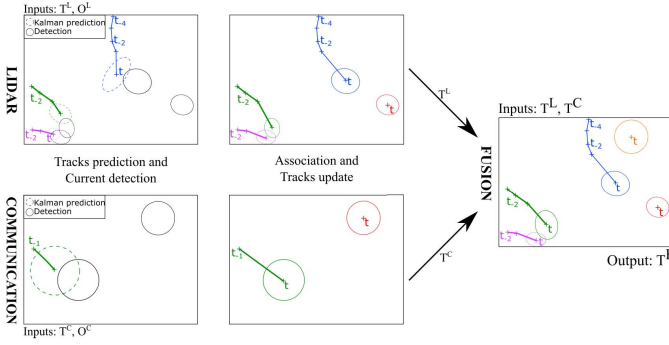 Inputs: T^L, O^L
Kalman prediction
Detection
t-4
t-2
t
t-2
t-2
t
LIDAR
t-4
t-2
t
t-2
t
t-2
Tracks prediction and
Current detection
Association and
Tracks update
T^L
Inputs: T^L, T^C
t-4
t-2
t
t
t
t-2
t
t-2
t
FUSION
Output: T^F
Kalman prediction
Detection
t-1
COMMUNICATION
t
t-1
t
T^C
Inputs: T^C, O^C